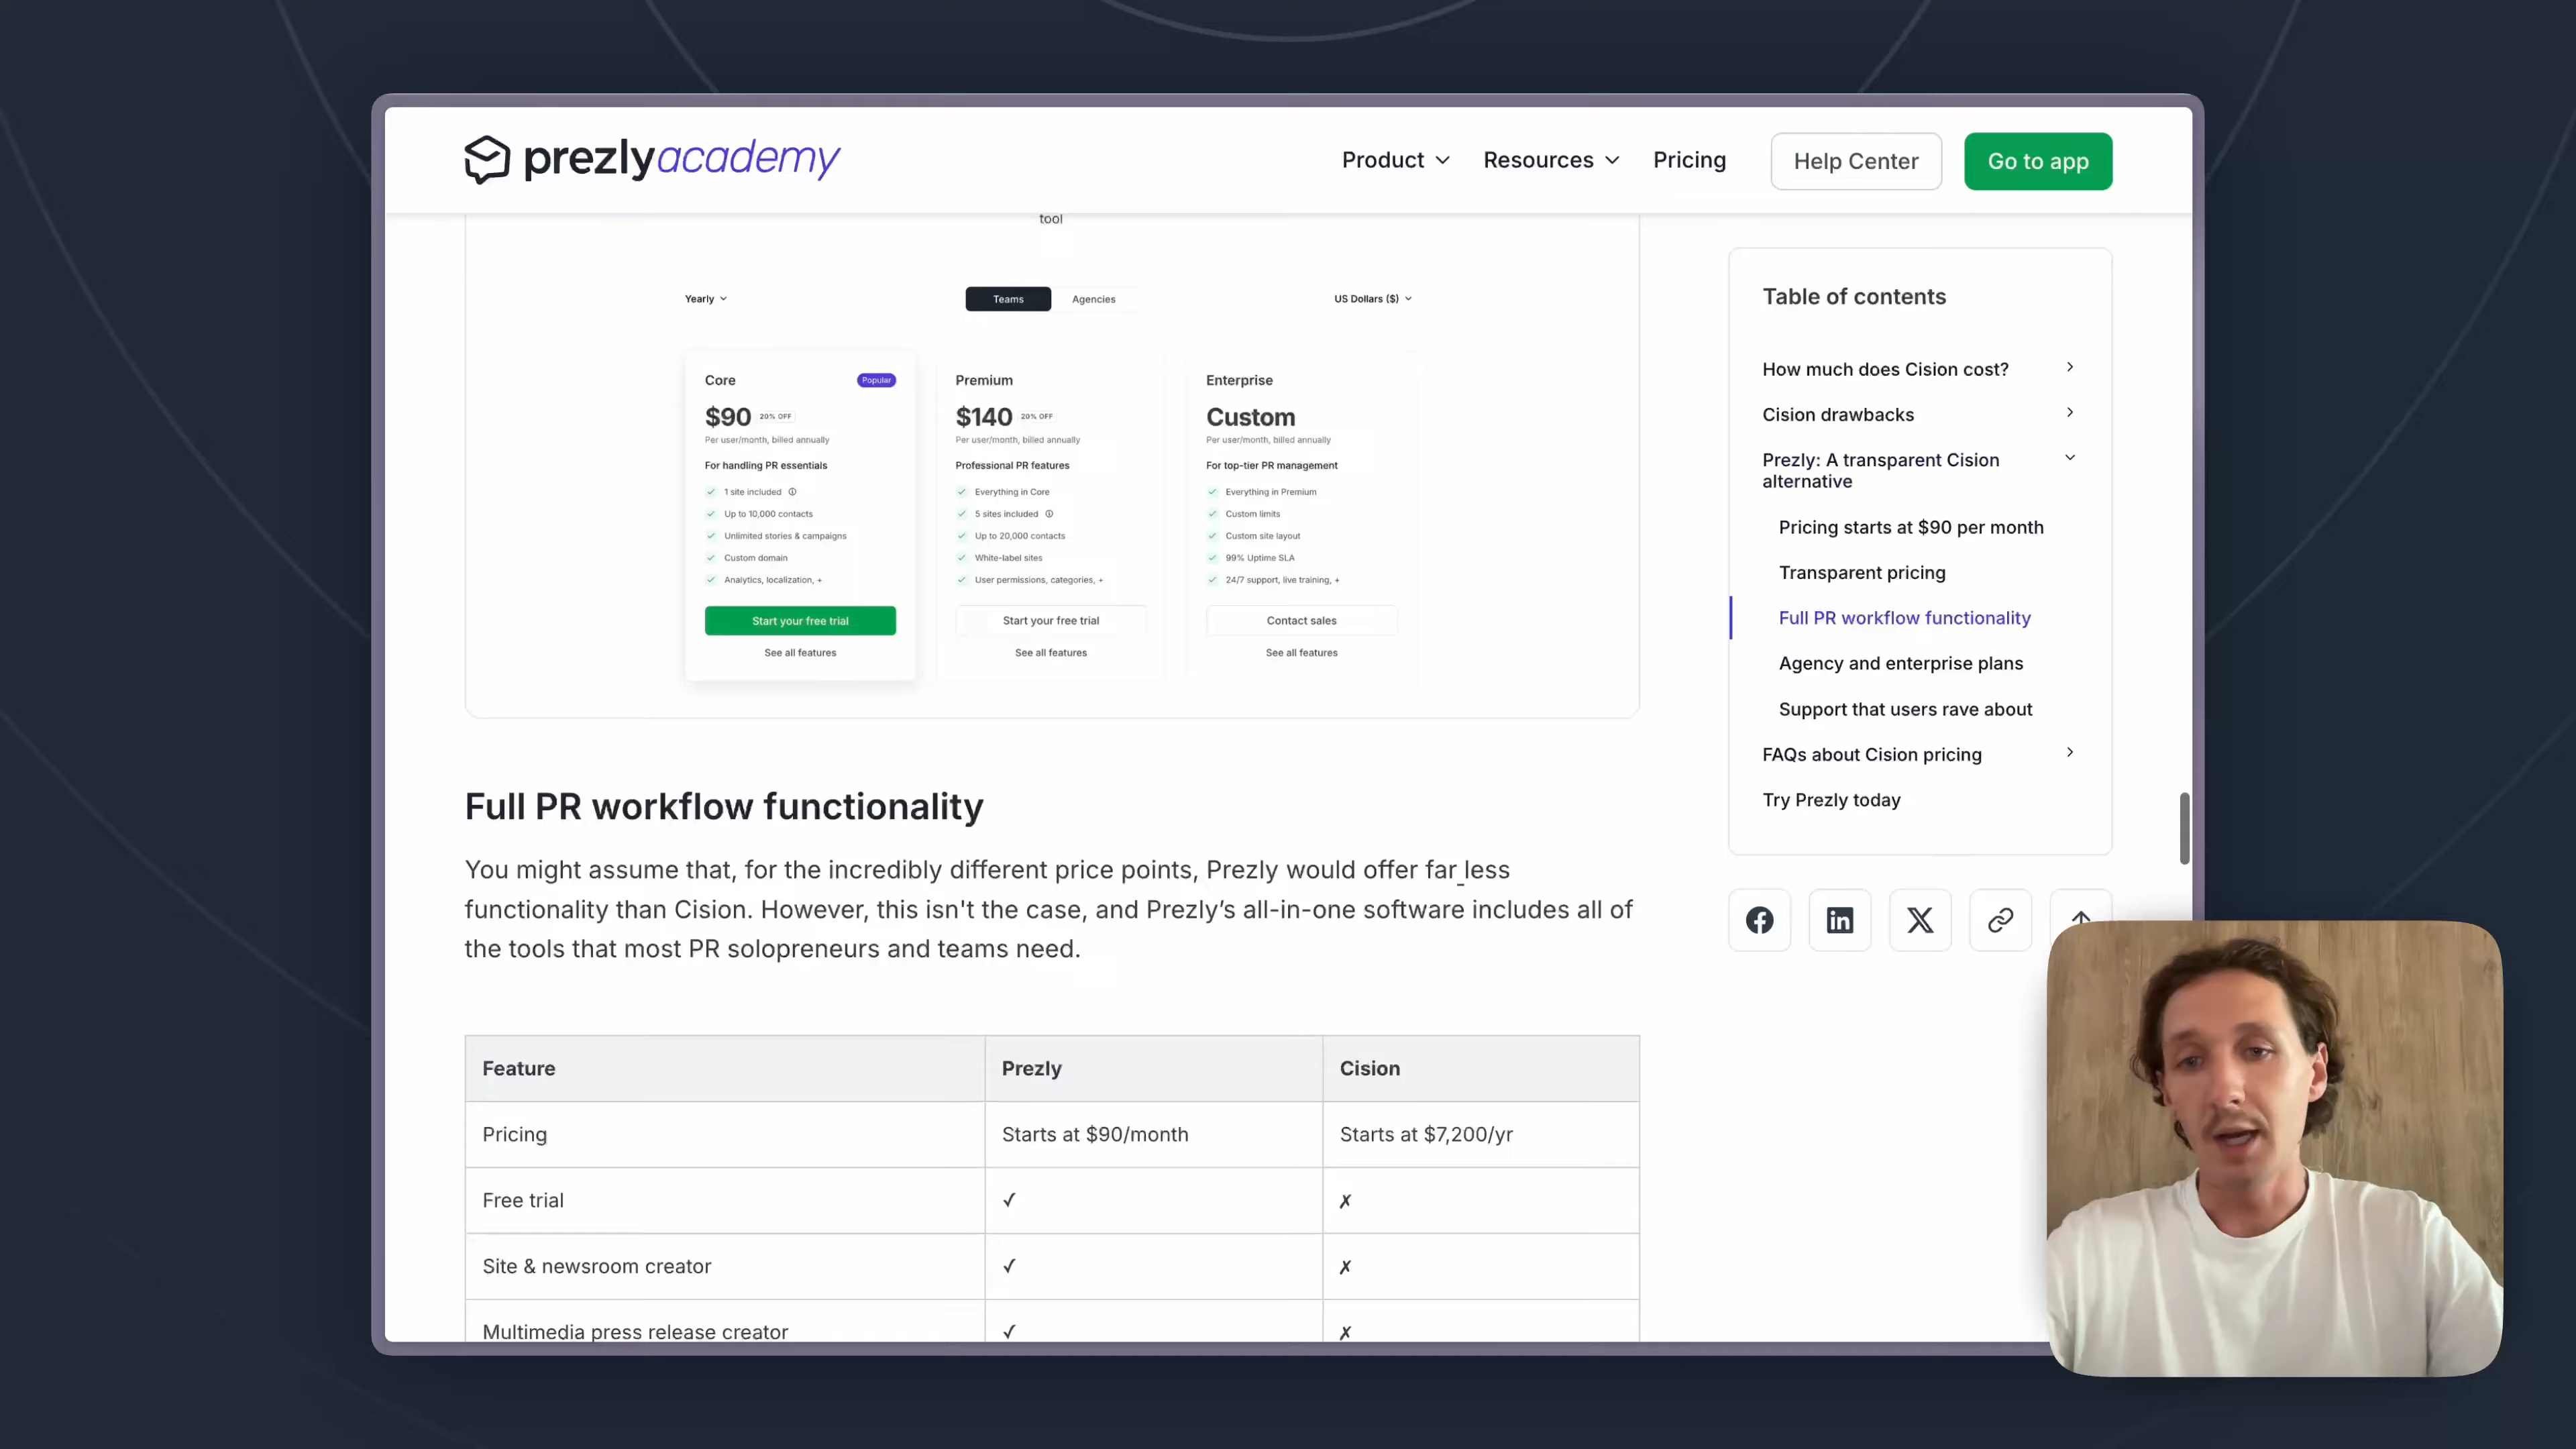 prezlyacademy
Product
Resources
Pricing
Help Center
Go to app
tool
Yearly
Teams
Agencies
US Dollars ($)
Core
Popular
$90 20% OFF
Per user/month, billed annually
For handling PR essentials
1 site included
Up to 10,000 contacts
Unlimited stories & campaigns
Custom domain
Analytics, localization, +
Start your free trial
See all features
Premium
$140 20% OFF
Per user/month, billed annually
Professional PR features
Everything in Core
5 sites included
Up to 20,000 contacts
White-label sites
User permissions, categories, +
Start your free trial
See all features
Enterprise
Custom
Per user/month, billed annually
For top-tier PR management
Everything in Premium
Custom limits
Custom site layout
99% Uptime SLA
24/7 support, live training, +
Contact sales
See all features
Full PR workflow functionality
You might assume that, for the incredibly different price points, Prezly would offer far less
functionality than Cision. However, this isn't the case, and Prezly’s all-in-one software includes all of
the tools that most PR solopreneurs and teams need.
Feature Prezly Cision
Pricing Starts at $90/month Starts at $7,200/yr
Free trial ✓ ✗
Site & newsroom creator ✓ ✗
Multimedia press release creator ✓ ✗
Table of contents
How much does Cision cost?
Cision drawbacks
Prezly: A transparent Cision
alternative
Pricing starts at $90 per month
Transparent pricing
Full PR workflow functionality
Agency and enterprise plans
Support that users rave about
FAQs about Cision pricing
Try Prezly today